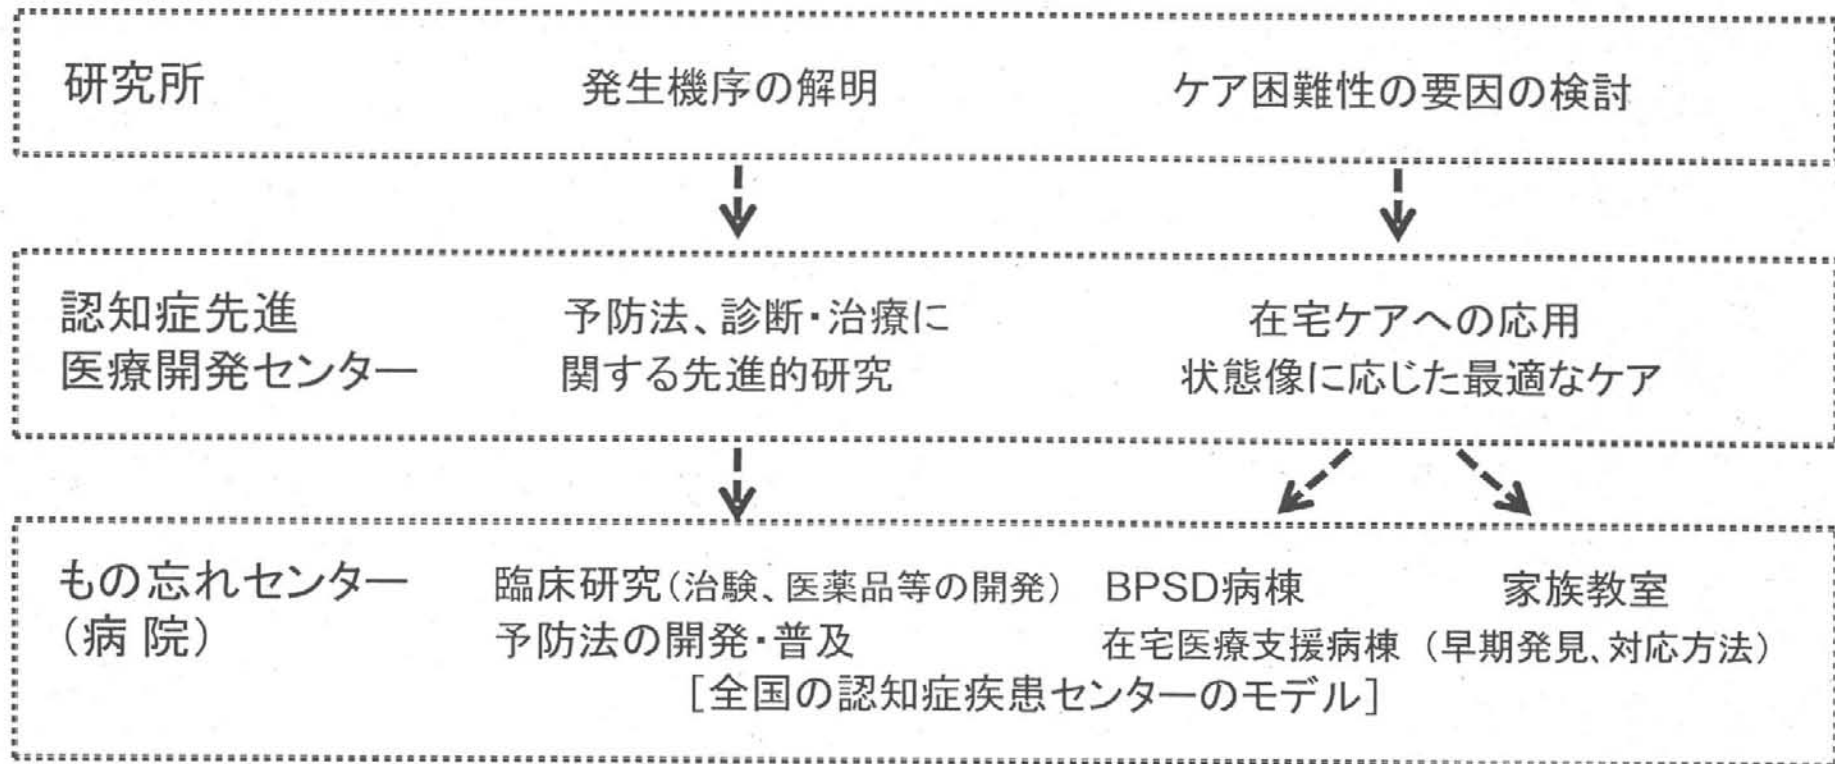 研究所 発生機序の解明 ケア困難性の要因の検討
認知症先進 予防法、診断・治療に 在宅ケアへの応用
医療開発センター 関する先進的研究 状態像に応じた最適なケア
もの忘れセンター 臨床研究(治験、医薬品等の開発) BPSD病棟 家族教室
(病 院) 予防法の開発・普及 在宅医療支援病棟 (早期発見、対応方法)
[全国の認知症疾患センターのモデル]